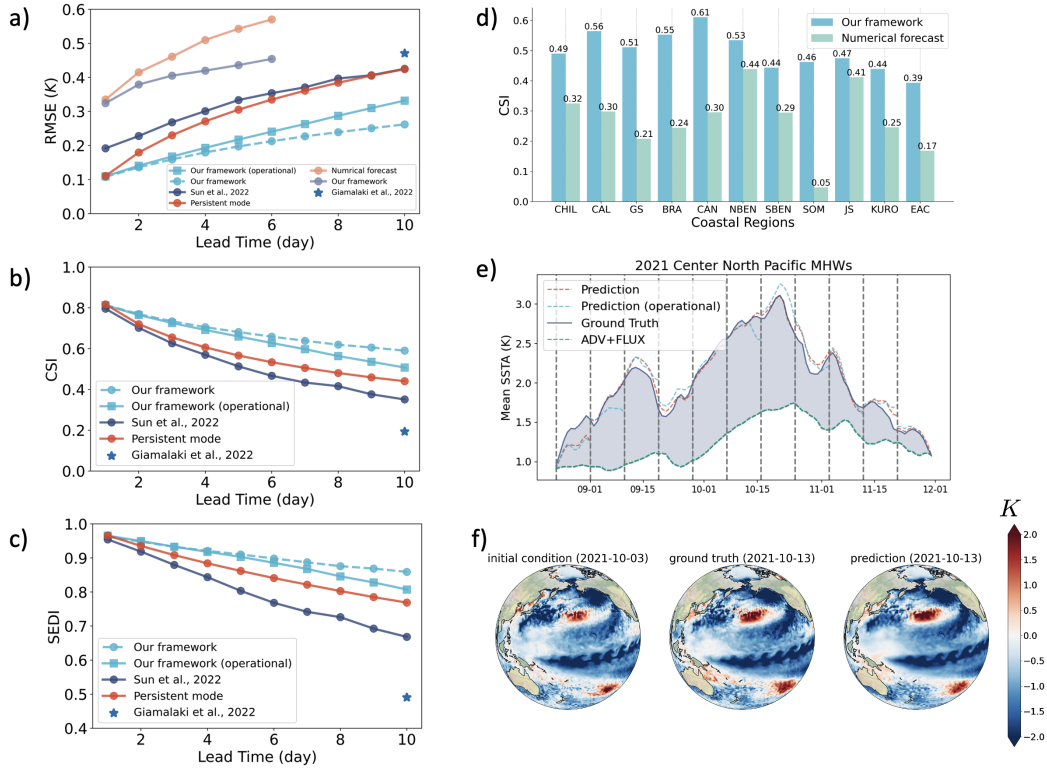 a)
0.6
0.5
0.4
0.3
0.2
0.1
0.0
RMSE (K)
Our framework (operational)
Our framework
Sun et al., 2022
Persistent mode
Numrical forecast
Our framework
Giamalaki et al., 2022
2 4 6 8 10
Lead Time (day)
b)
1.0
0.8
0.6
0.4
0.2
0.0
CSI
Our framework
Our framework (operational)
Sun et al., 2022
Persistent mode
Giamalaki et al., 2022
2 4 6 8 10
Lead Time (day)
c)
1.0
0.9
0.8
0.7
0.6
0.5
0.4
SEDI
Our framework
Our framework (operational)
Sun et al., 2022
Persistent mode
Giamalaki et al., 2022
2 4 6 8 10
Lead Time (day)
d)
0.6
0.5
0.4
0.3
0.2
0.1
0.0
CSI
Our framework
Numerical forecast
0.49 0.56 0.51 0.55 0.61 0.53 0.44 0.46 0.47 0.44 0.39
0.32 0.30 0.21 0.24 0.30 0.44 0.29 0.05 0.41 0.25 0.17
CHIL CAL GS BRA CAN NBEN SBEN SOM JS KURO EAC
Coastal Regions
e)
2021 Center North Pacific MHWs
Prediction
Prediction (operational)
Ground Truth
ADV+FLUX
3.0
2.5
2.0
1.5
1.0
Mean SSTA (K)
09-01 09-15 10-01 10-15 11-01 11-15 12-01
f)
initial condition (2021-10-03) ground truth (2021-10-13) prediction (2021-10-13)
K
2.0
1.5
1.0
0.5
0.0
−0.5
−1.0
−1.5
−2.0